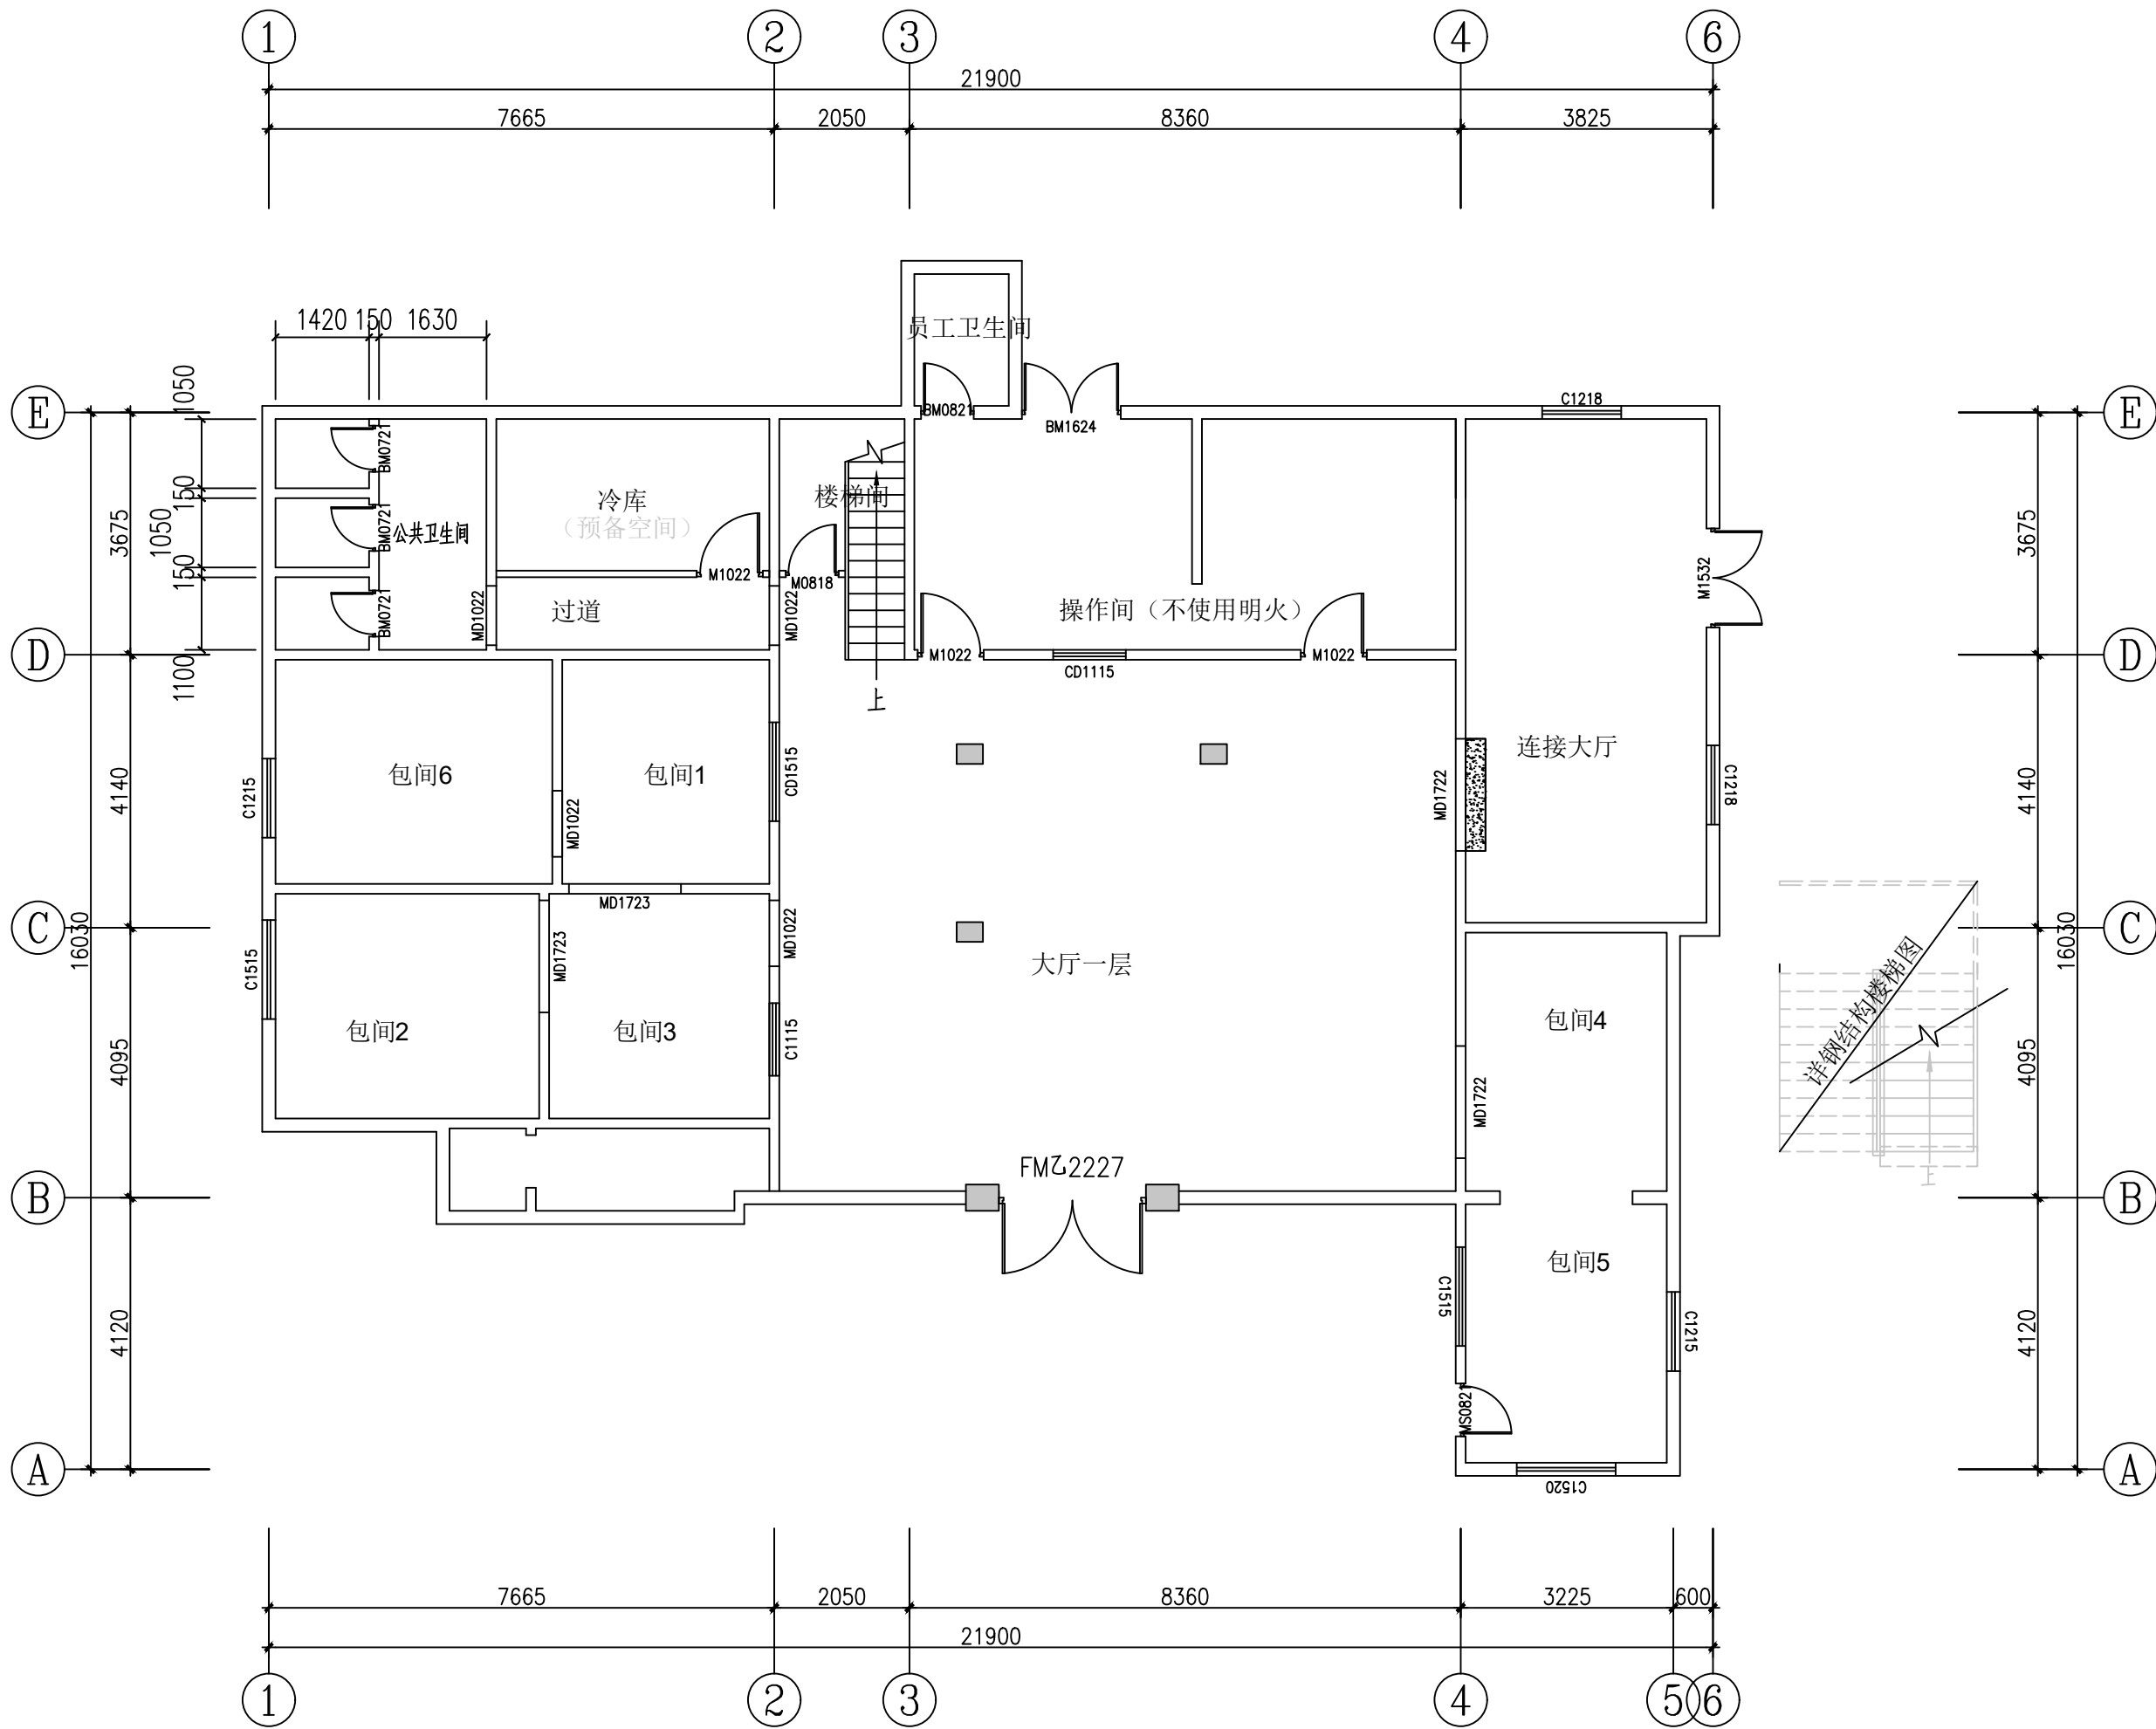 1 2 3 4 6
21900
7665 2050 8360 3825
员工卫生间
1420 150 1630
1050
E
E
BM0821
BM1624
C1218
BM0721
150
冷库
(预备空间)
楼梯间
3675
1050
BM0721
公共卫生间
3675
150
M1022
M0818
M1532
BM0721
MD1022
过道
MD1022
操作间（不使用明火）
D
D
1100
M1022
CD1115
M1022
上
连接大厅
4140
C1215
包间6
MD1022
包间1
CD1515
MD1722
C1218
4140
MD1723
C
C
16030
C1515
MD1723
MD1022
大厅一层
16030
详钢结构楼梯图
包间2
包间3
C1115
包间4
4095
4095
MD1722
FM乙2227
上
B
B
包间5
C1515
C1215
4120
4120
MS0821
A
A
C1520
7665 2050 8360 3225 600
21900
1 2 3 4 5 6